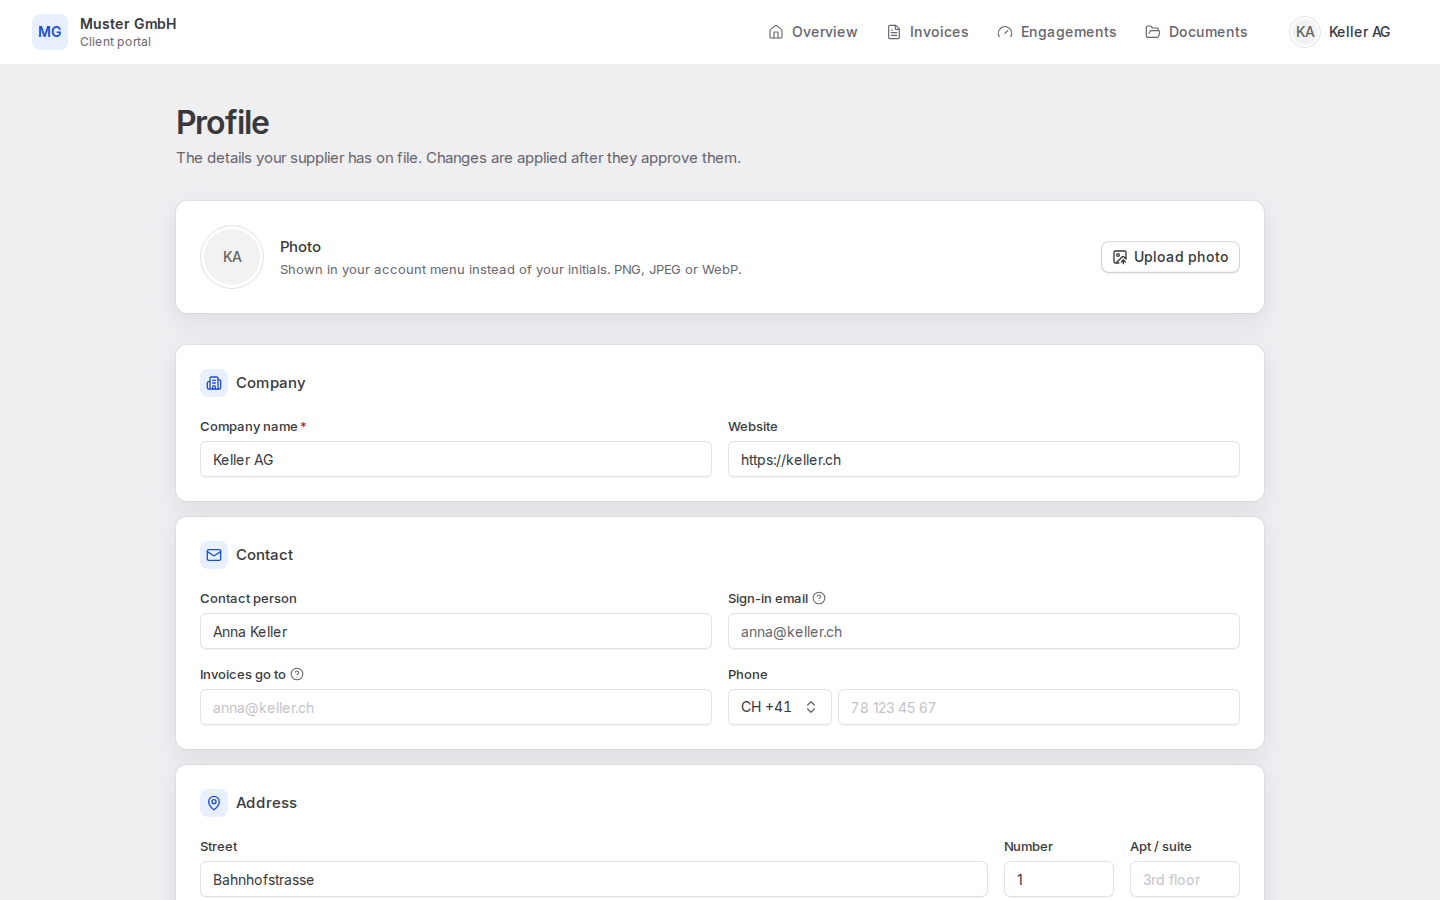 MG
Muster GmbH
Client portal
Overview
Invoices
Engagements
Documents
KA
Keller AG
Profile
The details your supplier has on file. Changes are applied after they approve them.
KA
Photo
Shown in your account menu instead of your initials. PNG, JPEG or WebP.
Upload photo
Company
Company name *
Website
Keller AG
https://keller.ch
Contact
Contact person
Sign-in email
Anna Keller
anna@keller.ch
Invoices go to
Phone
anna@keller.ch
CH +41
78 123 45 67
Address
Street
Number
Apt / suite
Bahnhofstrasse
1
3rd floor